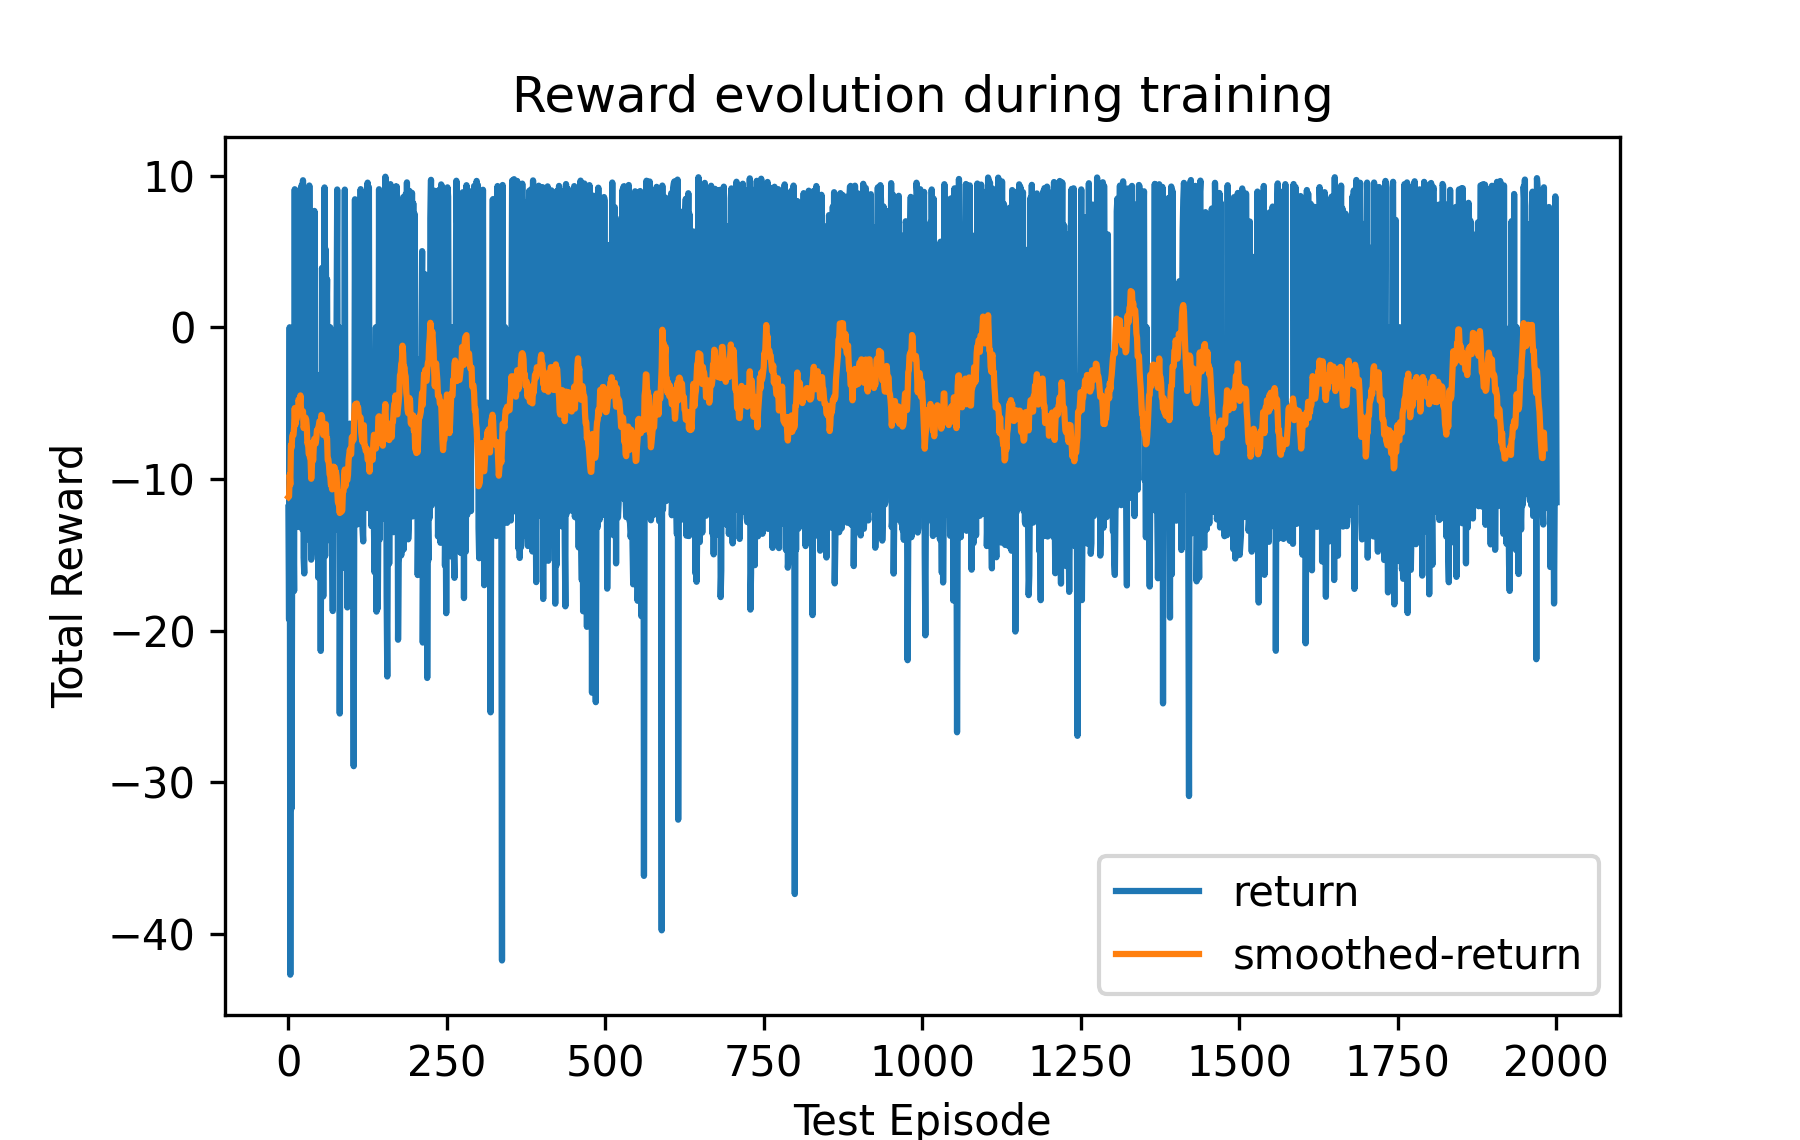 Reward evolution during training
10
0
−10
−20
−30
−40
Total Reward
return
smoothed-return
0 250 500 750 1000 1250 1500 1750 2000
Test Episode